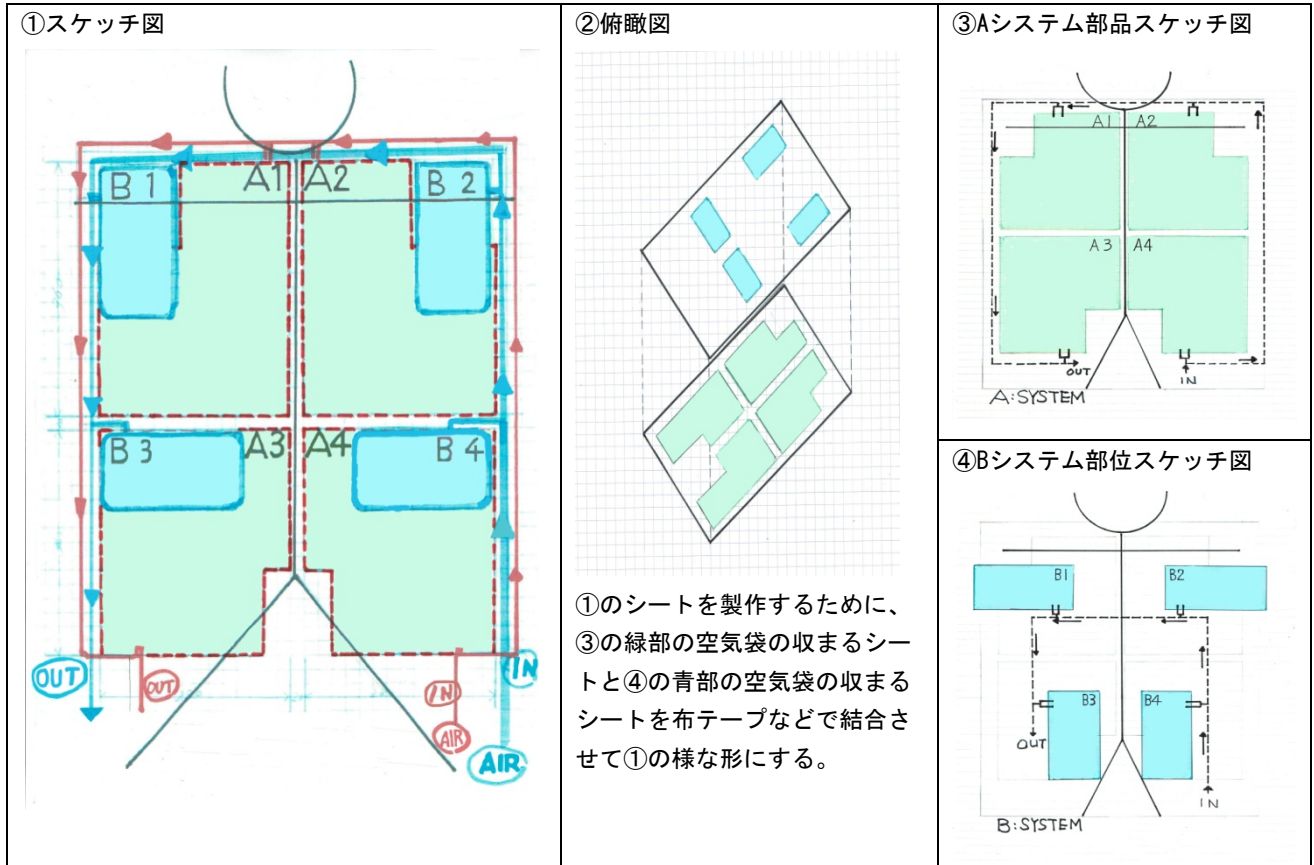 ①スケッチ図
B 1
A1
A2
B 2
B 3
A3
A4
B 4
OUT
OUT
IN
IN
AIR
AIR
②俯瞰図
①のシートを製作するために、
③の緑部の空気袋の収まるシー
トと④の青部の空気袋の収まる
シートを布テープなどで結合さ
せて①の様な形にする。
③Aシステム部品スケッチ図
A1
A2
A3
A4
OUT
IN
A:SYSTEM
④Bシステム部位スケッチ図
B1
B2
B3
B4
OUT
IN
B:SYSTEM